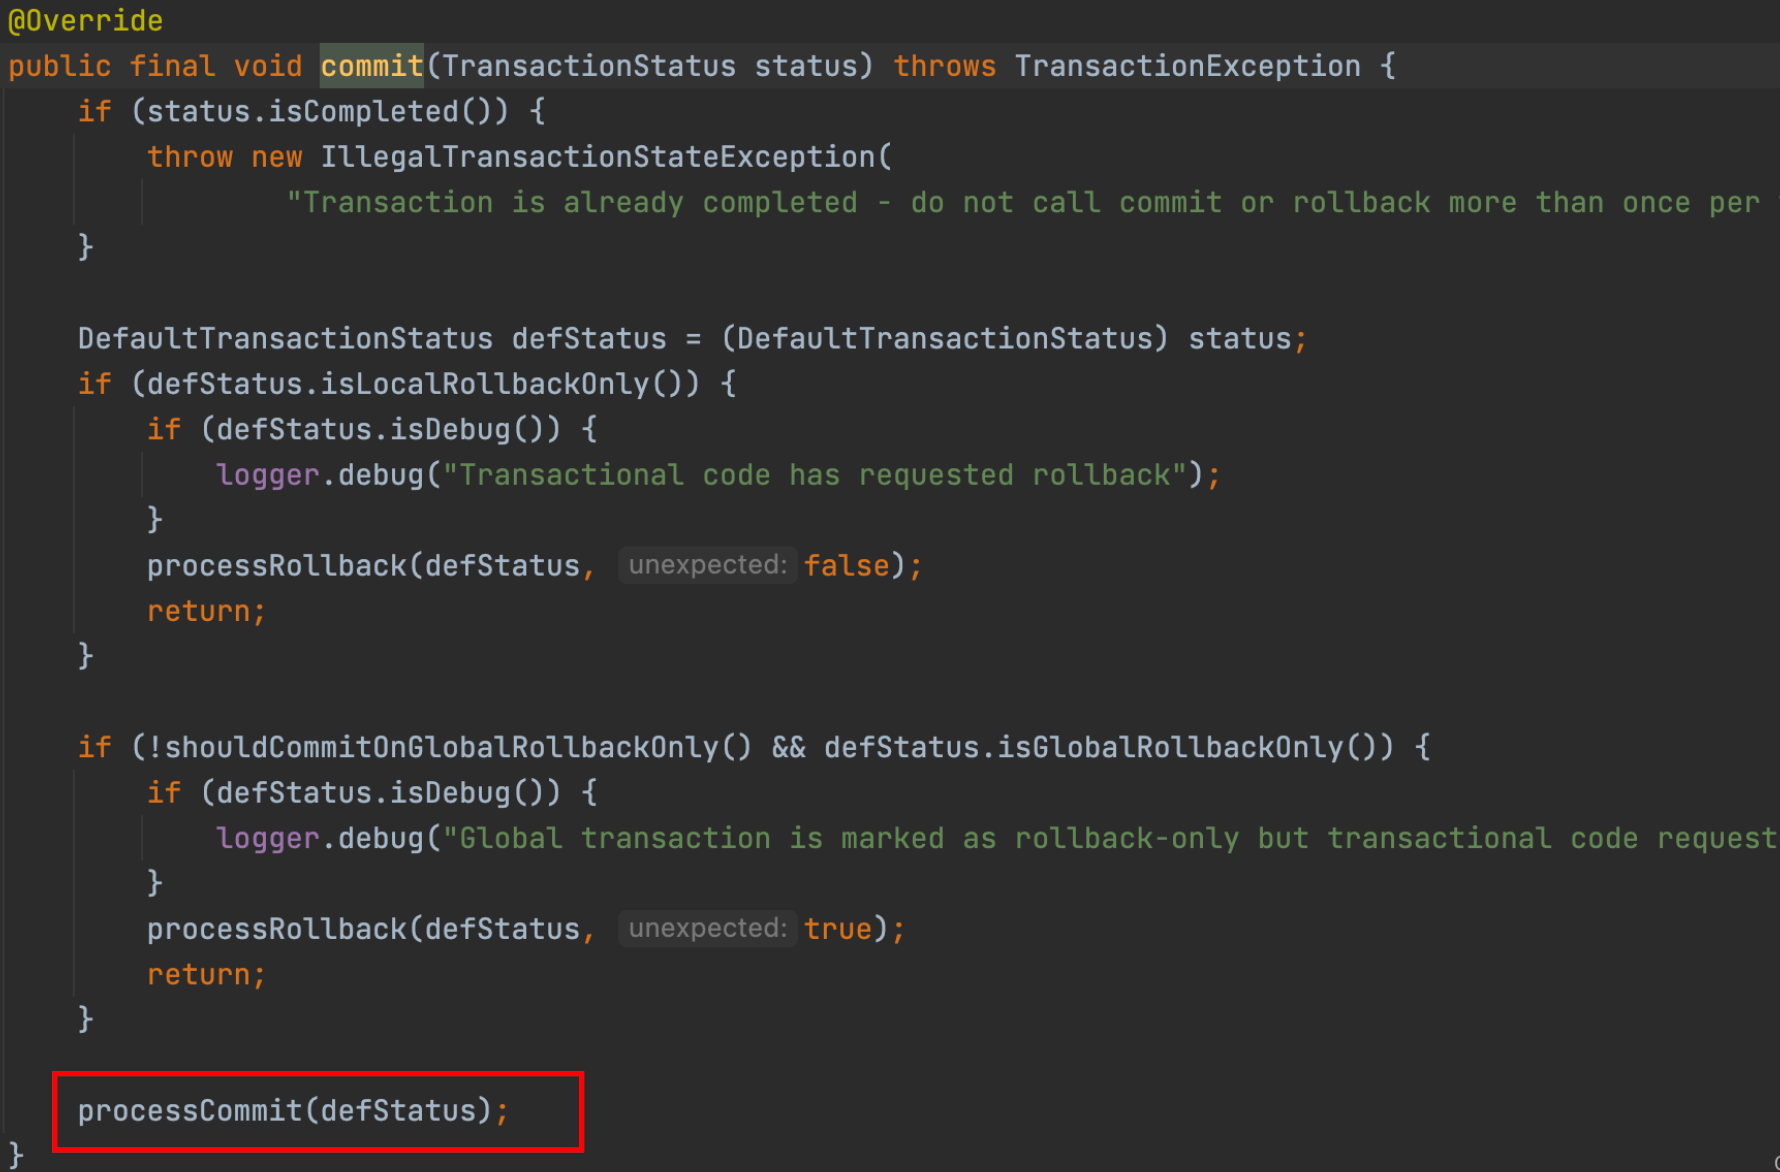 @Override
public final void commit(TransactionStatus status) throws TransactionException {
if (status.isCompleted()) {
throw new IllegalTransactionStateException(
"Transaction is already completed - do not call commit or rollback more than once per
}
DefaultTransactionStatus defStatus = (DefaultTransactionStatus) status;
if (defStatus.isLocalRollbackOnly()) {
if (defStatus.isDebug()) {
logger.debug("Transactional code has requested rollback");
}
processRollback(defStatus, unexpected: false);
return;
}
if (!shouldCommitOnGlobalRollbackOnly() && defStatus.isGlobalRollbackOnly()) {
if (defStatus.isDebug()) {
logger.debug("Global transaction is marked as rollback-only but transactional code request
}
processRollback(defStatus, unexpected: true);
return;
}
processCommit(defStatus);
}